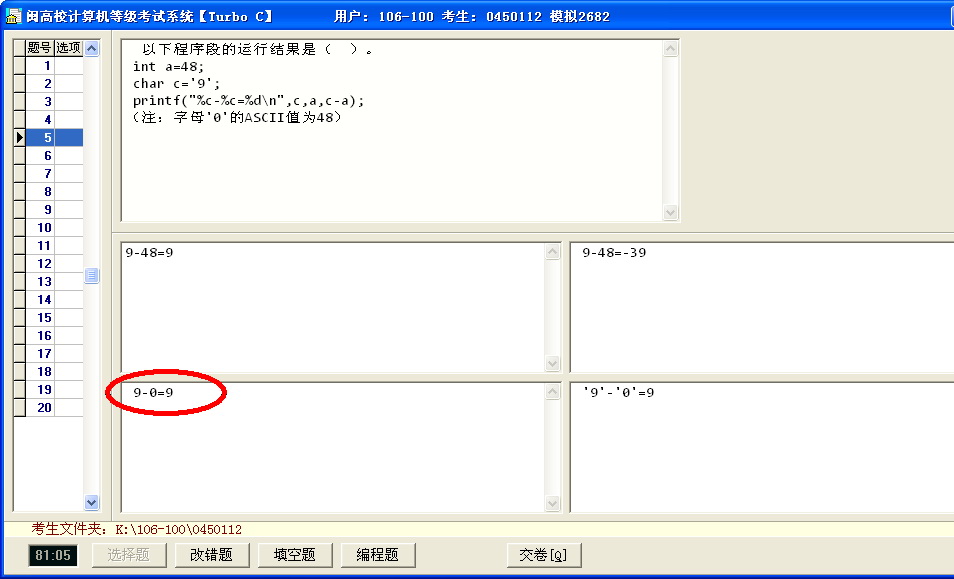 闽高校计算机等级考试系统【Turbo C】 用户: 106-100 考生: 0450112 模拟2682
题号 选项
1
2
3
4
5
6
7
8
9
10
11
12
13
14
15
16
17
18
19
20
以下程序段的运行结果是（ ）。
int a=48;
char c='9';
printf("%c-%c=%d\n",c,a,c-a);
（注: 字母'0'的ASCII值为48）
9-48=9
9-48=-39
9-0=9
'9'-'0'=9
考生文件夹: K:\106-100\0450112
81:05 选择题 改错题 填空题 编程题 交卷[Q]